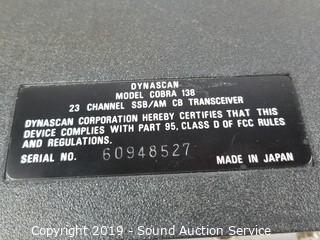 DYNASCAN
MODEL COBRA 138
23 CHANNEL SSB/AM CB TRANSCEIVER
DYNASCAN CORPORATION HEREBY CERTIFIES THAT THIS
DEVICE COMPLIES WITH PART 95, CLASS D OF FCC RULES
AND REGULATIONS.
SERIAL NO. 60948527 MADE IN JAPAN
Copyright 2019 - Sound Auction Service